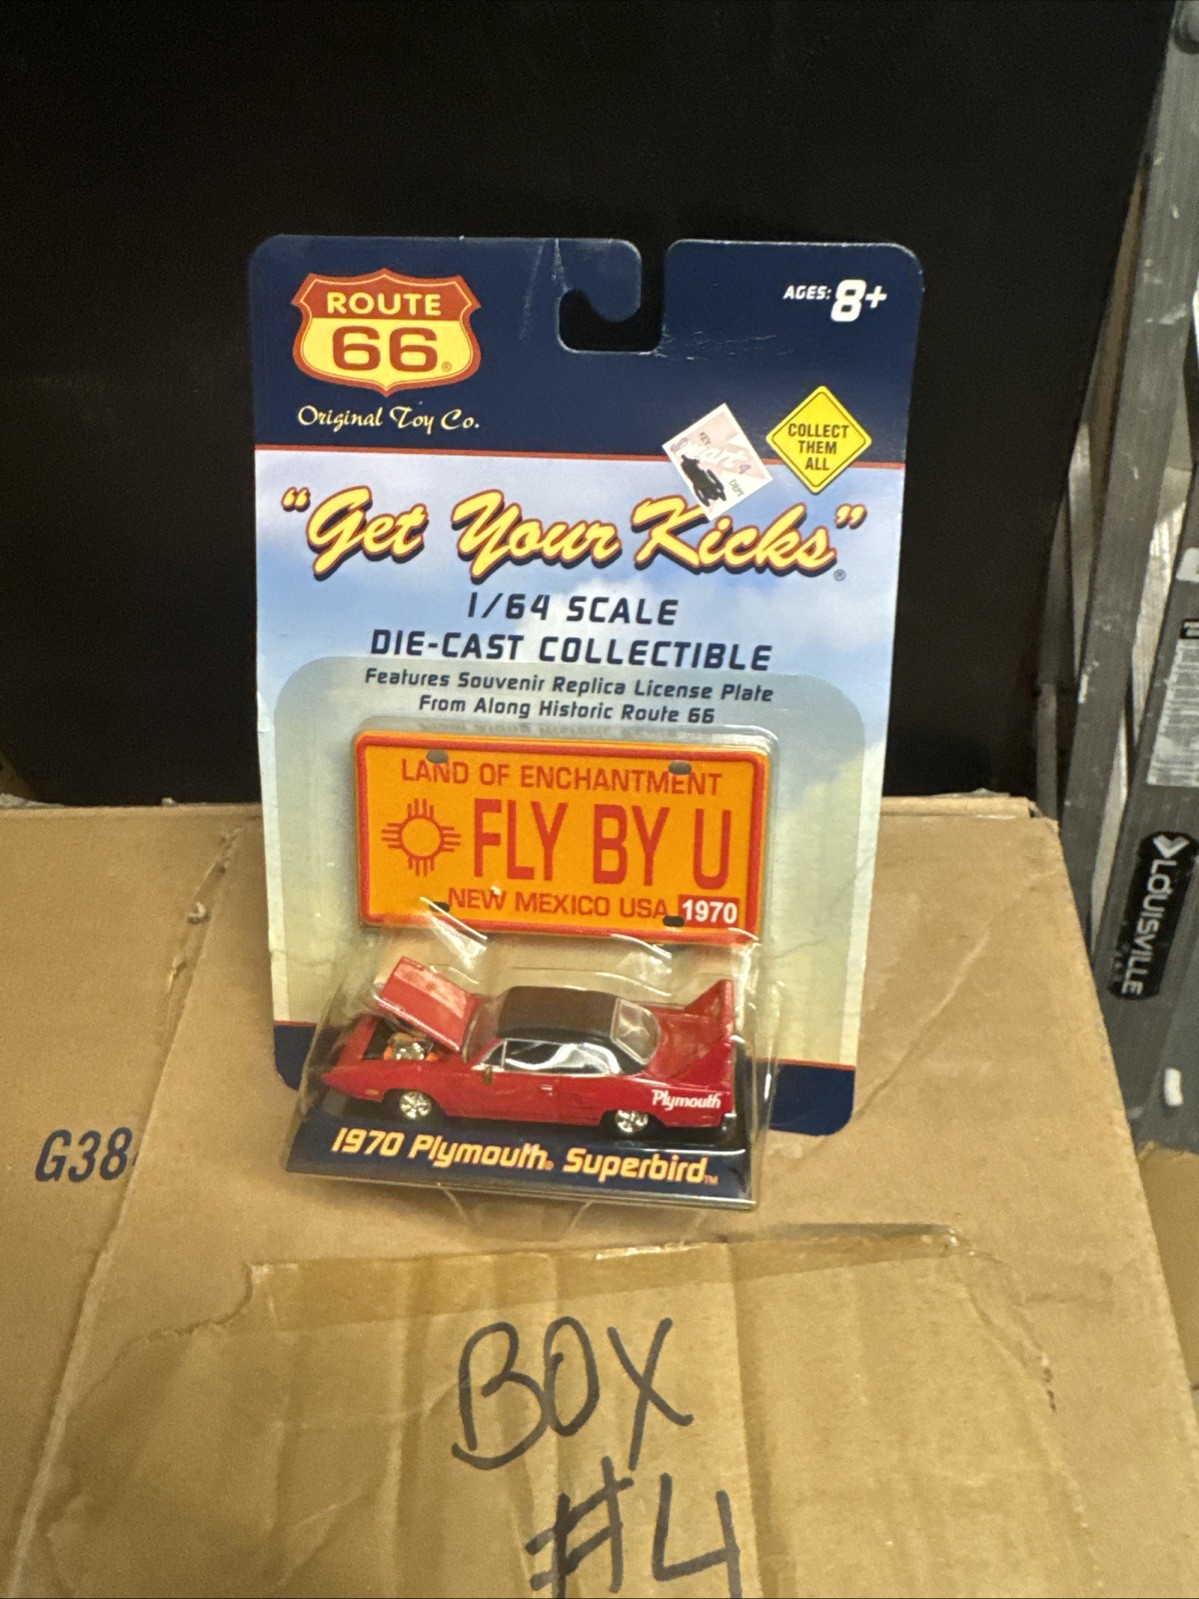 ROUTE
66®
Original Toy Co.
AGES: 8+
COLLECT
THEM
ALL
KEY
"Get Your Kicks"®
1/64 SCALE
DIE-CAST COLLECTIBLE
Features Souvenir Replica License Plate
From Along Historic Route 66
LAND OF ENCHANTMENT
FLY BY U
NEW MEXICO USA 1970
Plymouth
1970 Plymouth® Superbird™
G38
LOUISVILLE
BOX
#4